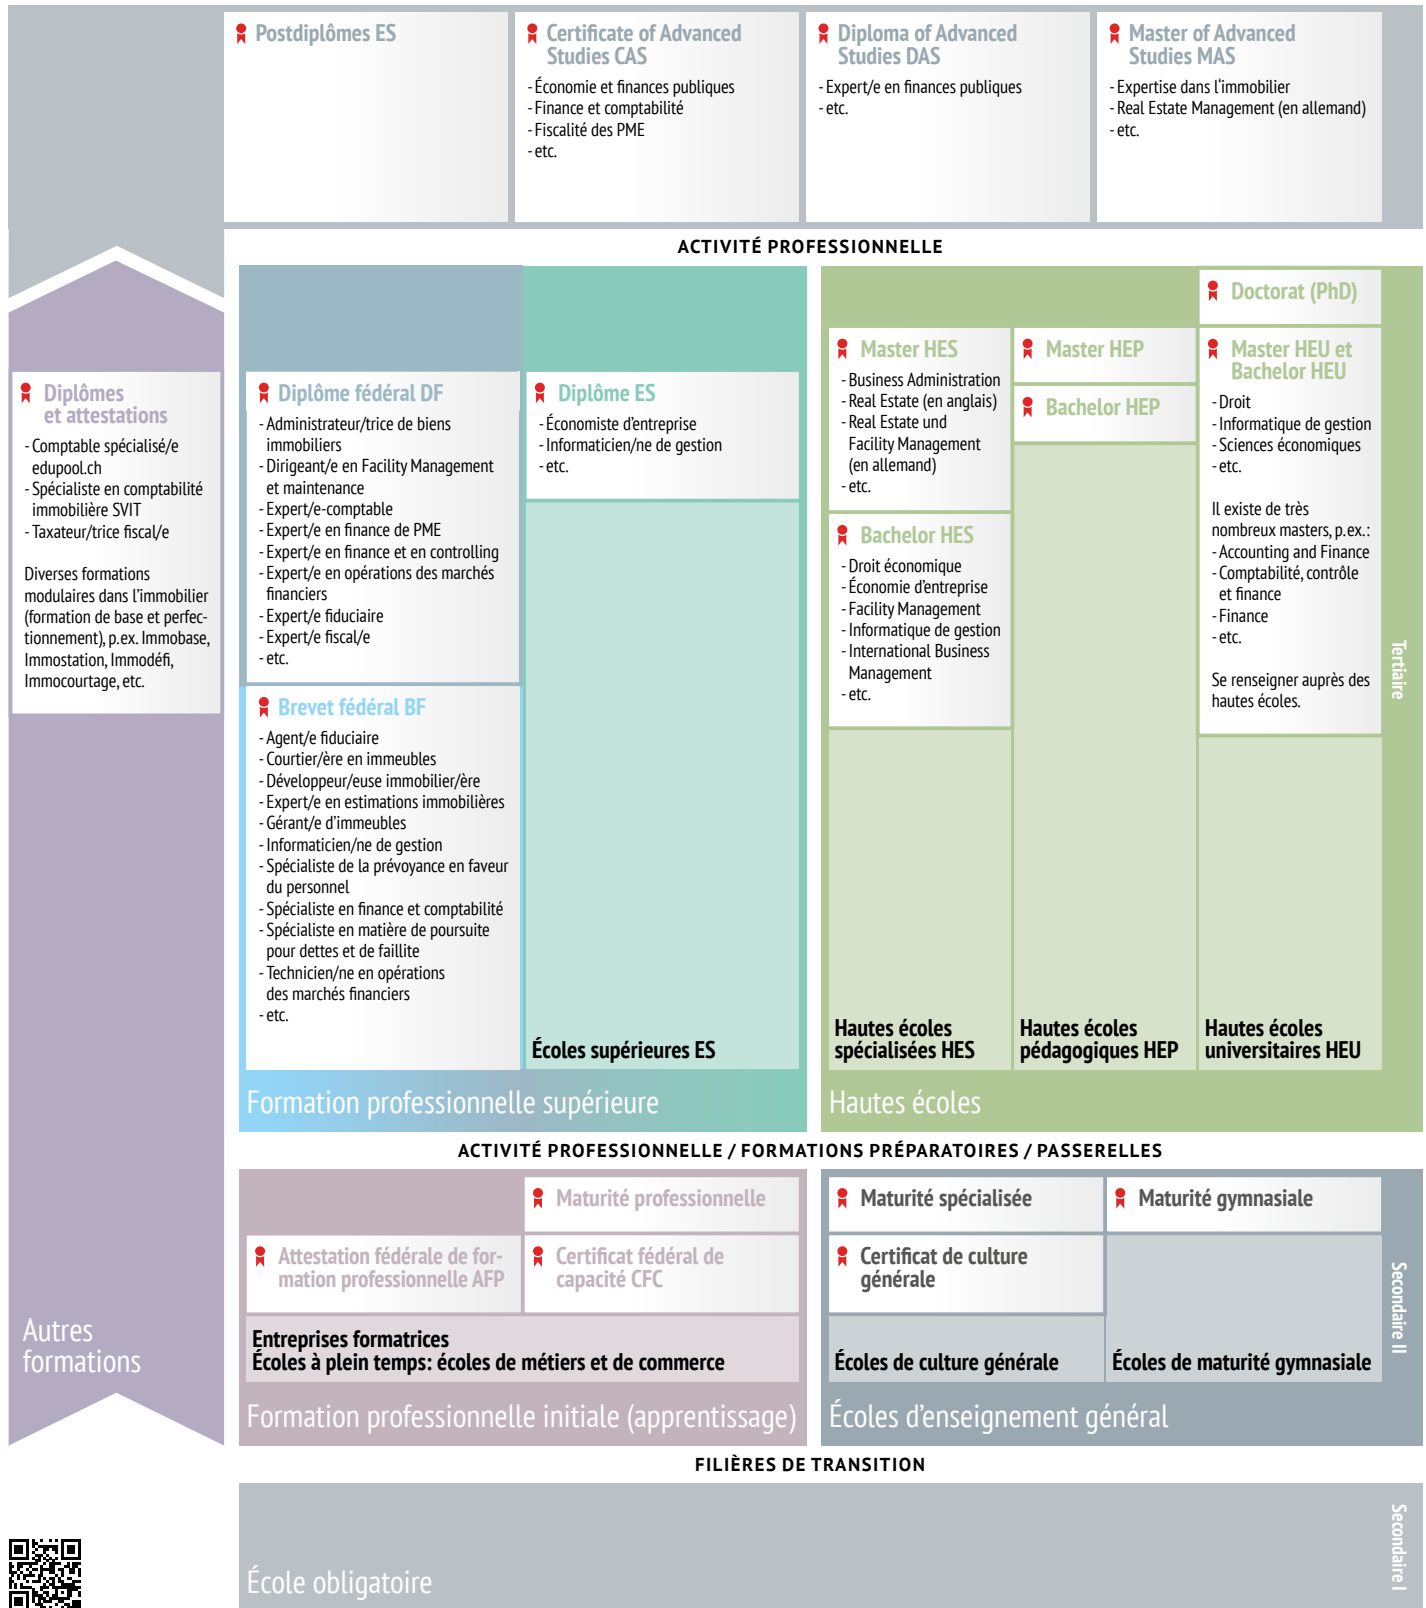 Postdiplômes ES
Certificate of Advanced
Studies CAS
- Économie et finances publiques
- Finance et comptabilité
- Fiscalité des PME
- etc.
Diploma of Advanced
Studies DAS
- Expert/e en finances publiques
- etc.
Master of Advanced
Studies MAS
- Expertise dans l'immobilier
- Real Estate Management (en allemand)
- etc.
ACTIVITÉ PROFESSIONNELLE
Diplômes
et attestations
- Comptable spécialisé/e
edupool.ch
- Spécialiste en comptabilité
immobilière SVIT
- Taxateur/trice fiscal/e
Diverses formations
modulaires dans l'immobilier
(formation de base et perfec-
tionnement), p.ex. Immobase,
Immostation, Immodéfi,
Immocourtage, etc.
Autres
formations
Diplôme fédéral DF
- Administrateur/trice de biens
immobiliers
- Dirigeant/e en Facility Management
et maintenance
- Expert/e-comptable
- Expert/e en finance de PME
- Expert/e en finance et en controlling
- Expert/e en opérations des marchés
financiers
- Expert/e fiduciaire
- Expert/e fiscal/e
- etc.
Brevet fédéral BF
- Agent/e fiduciaire
- Courtier/ère en immeubles
- Développeur/euse immobilier/ère
- Expert/e en estimations immobilières
- Gérant/e d'immeubles
- Informaticien/ne de gestion
- Spécialiste de la prévoyance en faveur
du personnel
- Spécialiste en finance et comptabilité
- Spécialiste en matière de poursuite
pour dettes et de faillite
- Technicien/ne en opérations
des marchés financiers
- etc.
Diplôme ES
- Économiste d'entreprise
- Informaticien/ne de gestion
- etc.
Écoles supérieures ES
Formation professionnelle supérieure
Master HES
- Business Administration
- Real Estate (en anglais)
- Real Estate und
Facility Management
(en allemand)
- etc.
Bachelor HES
- Droit économique
- Économie d'entreprise
- Facility Management
- Informatique de gestion
- International Business
Management
- etc.
Hautes écoles
spécialisées HES
Master HEP
Bachelor HEP
Hautes écoles
pédagogiques HEP
Doctorat (PhD)
Master HEU et
Bachelor HEU
- Droit
- Informatique de gestion
- Sciences économiques
- etc.
Il existe de très
nombreux masters, p.ex.:
- Accounting and Finance
- Comptabilité, contrôle
et finance
- Finance
- etc.
Se renseigner auprès des
hautes écoles.
Hautes écoles
universitaires HEU
Hautes écoles
Tertiaire
ACTIVITÉ PROFESSIONNELLE / FORMATIONS PRÉPARATOIRES / PASSERELLES
Maturité professionnelle
Attestation fédérale de for-
mation professionnelle AFP
Certificat fédéral de
capacité CFC
Entreprises formatrices
Écoles à plein temps: écoles de métiers et de commerce
Formation professionnelle initiale (apprentissage)
Maturité spécialisée
Certificat de culture
générale
Écoles de culture générale
Maturité gymnasiale
Écoles de maturité gymnasiale
Écoles d'enseignement général
Secondaire II
FILIÈRES DE TRANSITION
École obligatoire
Secondaire I